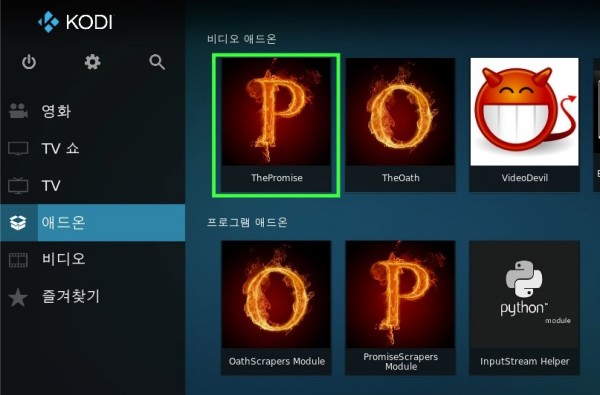 KODI
영화
TV 쇼
TV
애드온
비디오
즐겨찾기
비디오 애드온
P
O
ThePromise
TheOath
VideoDevil
프로그램 애드온
O
P
python™
module
OathScrapers Module
PromiseScrapers
Module
InputStream Helper